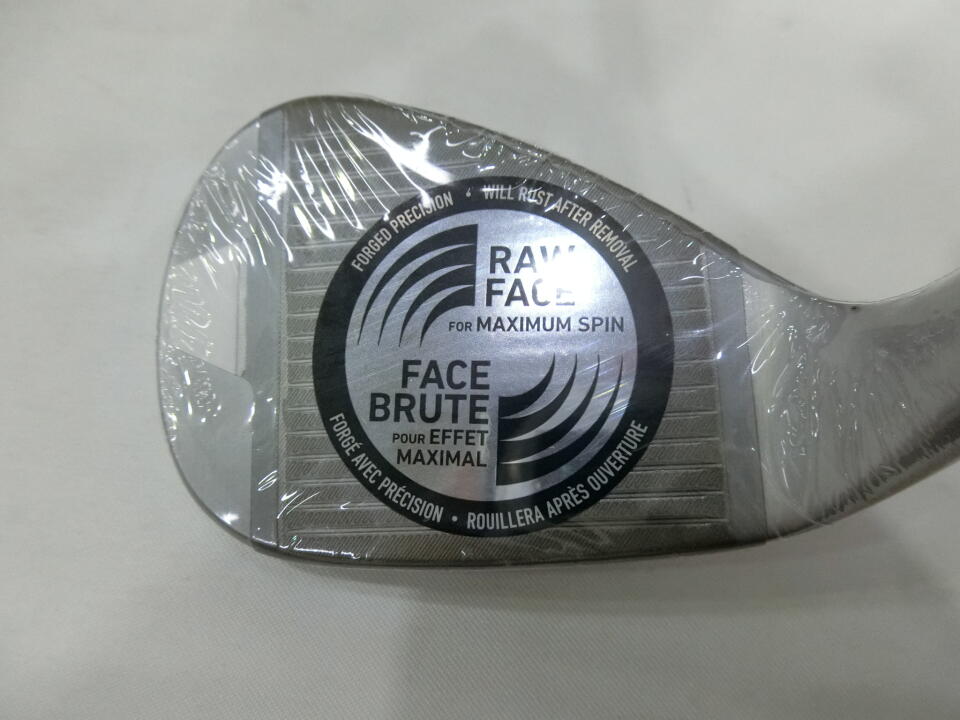 FORGED PRECISION • WILL RUST AFTER REMOVAL
RAW
FACE
FOR MAXIMUM SPIN
FACE
BRUTE
POUR EFFET
MAXIMAL
FORGÉ AVEC PRÉCISION • ROUILLERA APRÈS OUVERTURE